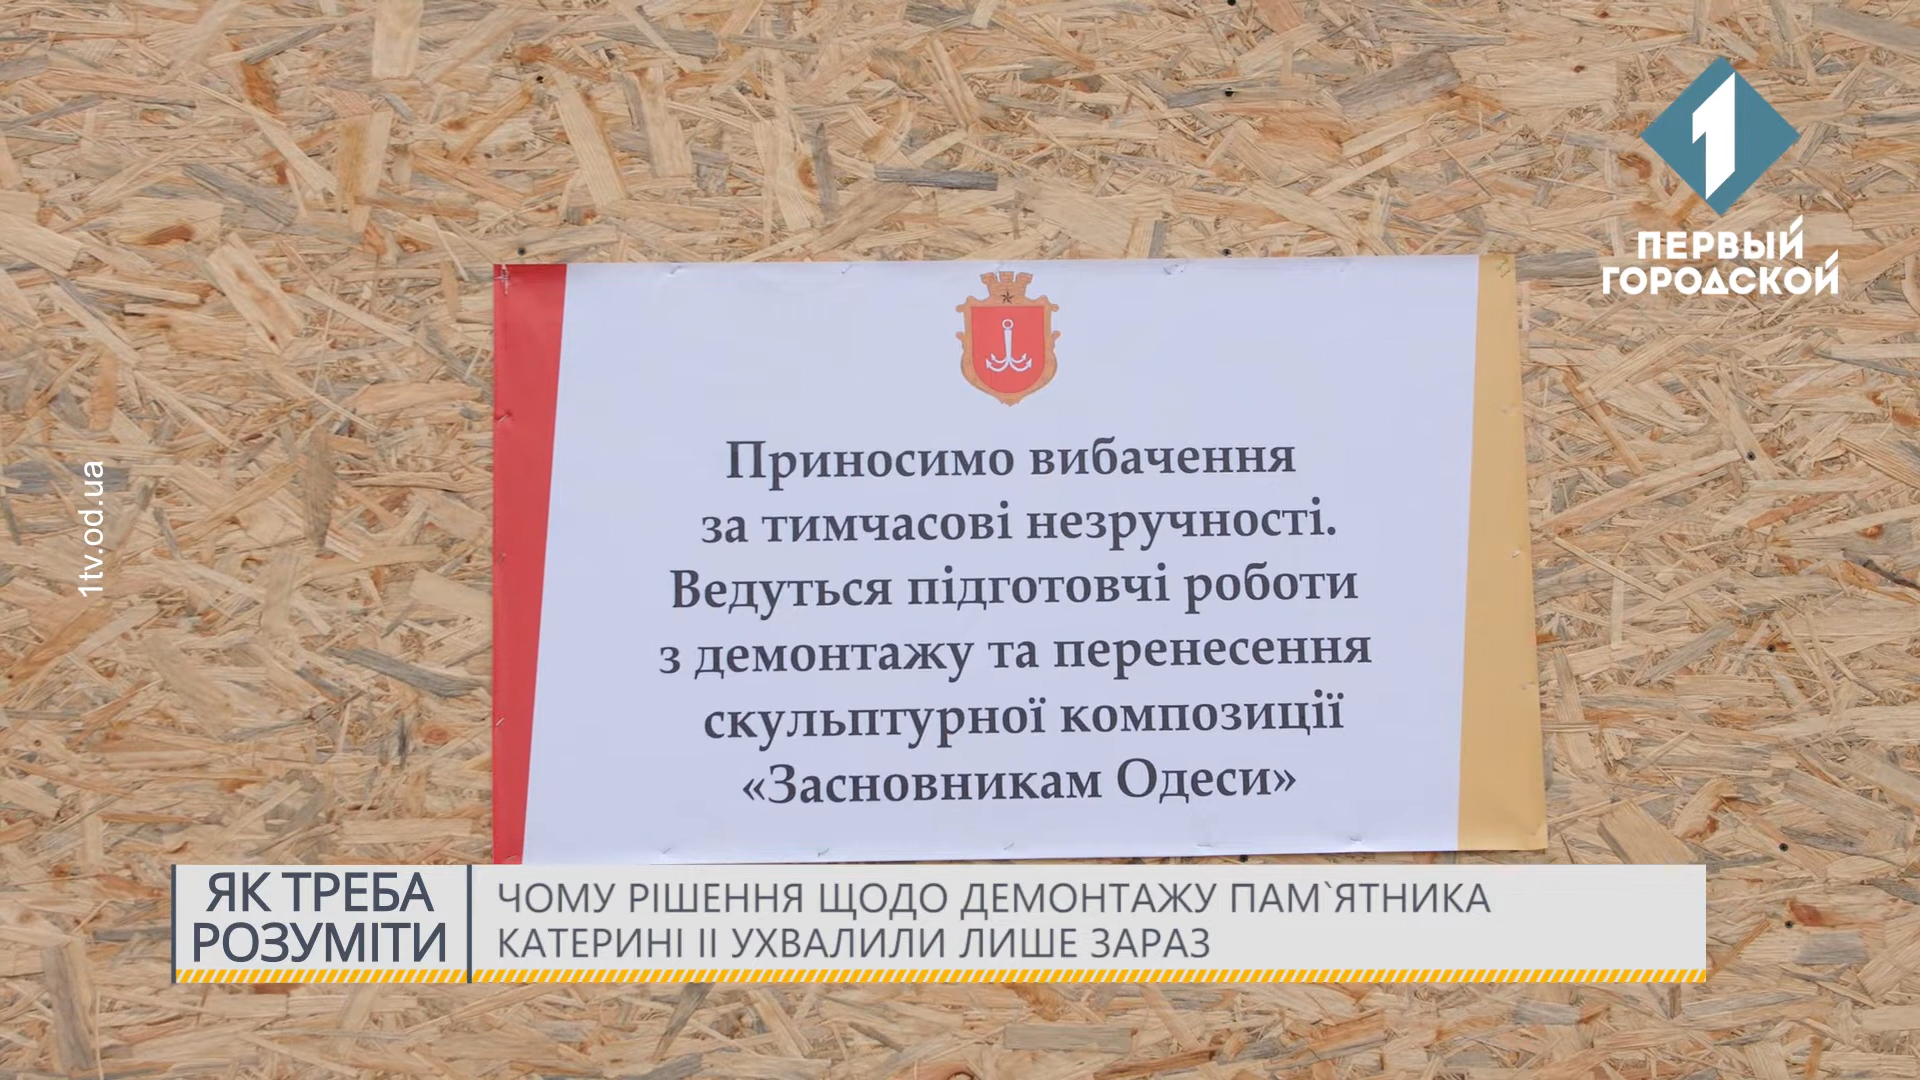 ПЕРВЫЙ
ГОРОДСКОЙ
1tv.od.ua
Приносимо вибачення
за тимчасові незручності.
Ведуться підготовчі роботи
з демонтажу та перенесення
скульптурної композиції
«Засновникам Одеси»
ЯК ТРЕБА
РОЗУМІТИ
ЧОМУ РІШЕННЯ ЩОДО ДЕМОНТАЖУ ПАМ`ЯТНИКА
КАТЕРИНІ ІІ УХВАЛИЛИ ЛИШЕ ЗАРАЗ